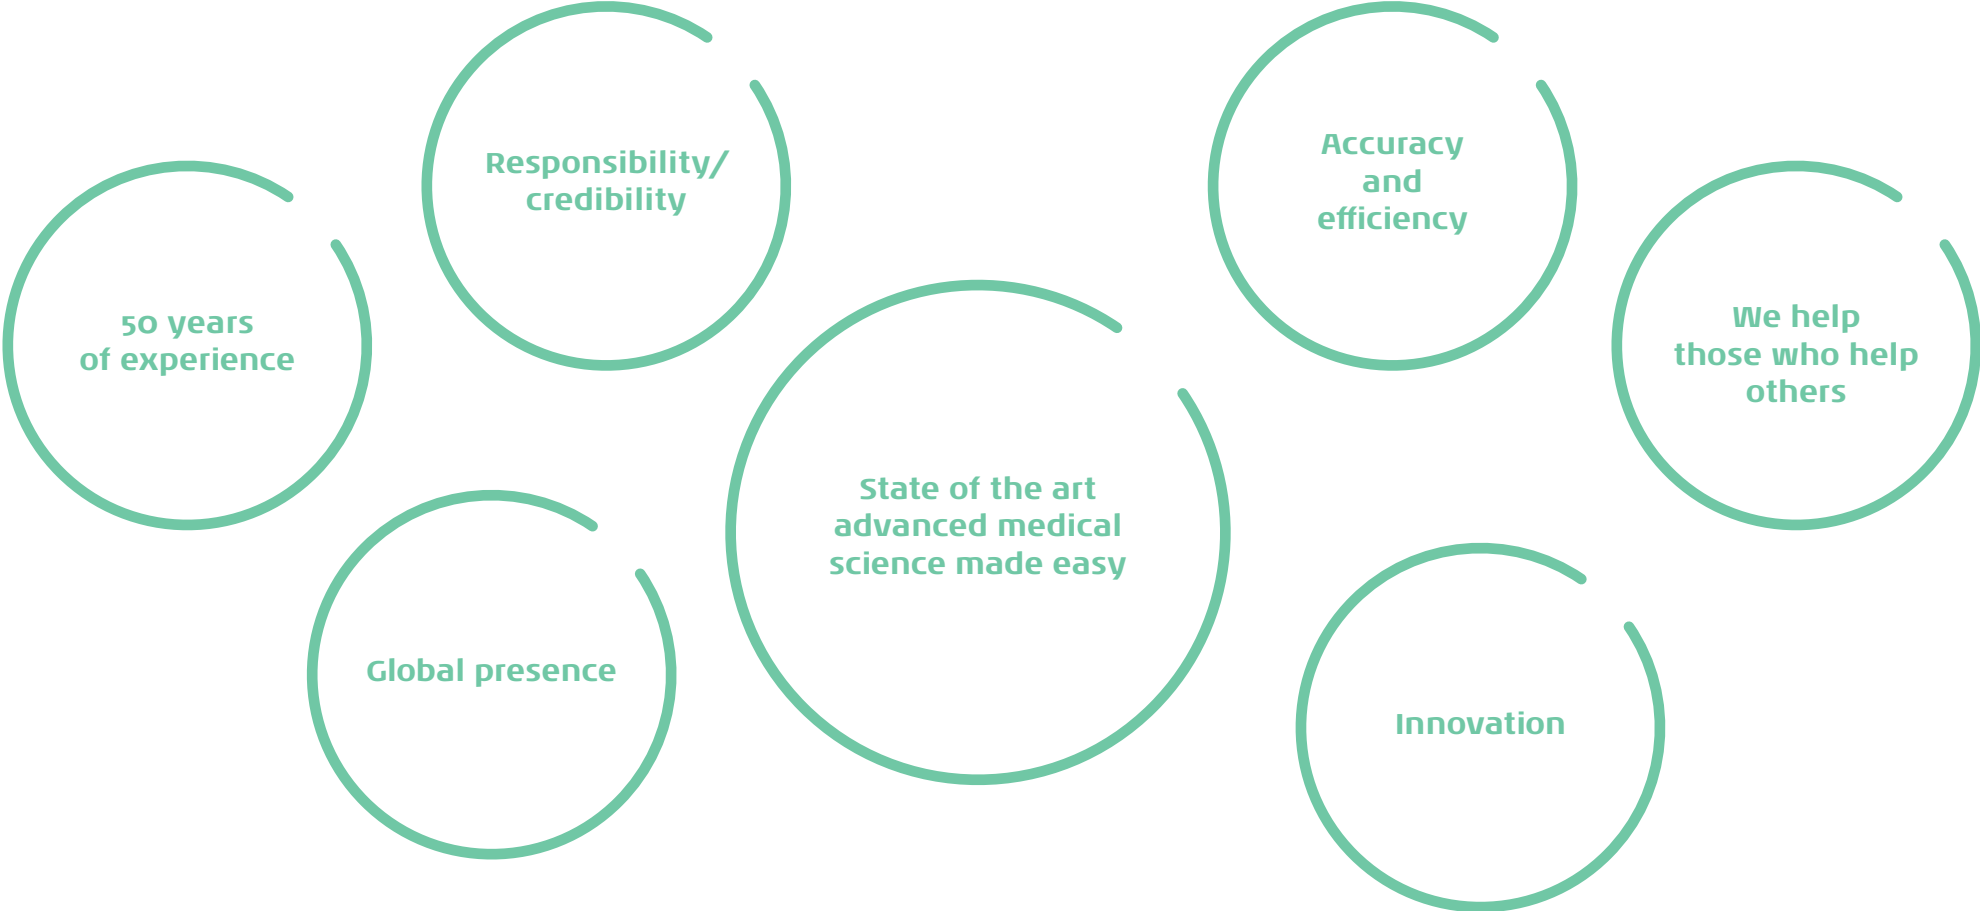 Responsibility/
credibility
Accuracy
and
efficiency
50 years
of experience
We help
those who help
others
State of the art
advanced medical
science made easy
Global presence
Innovation